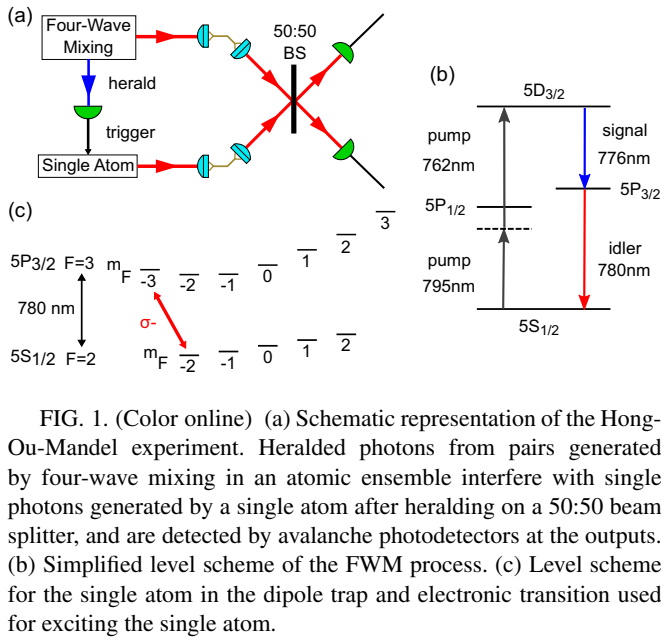 (a)
Four-Wave
Mixing
herald
trigger
Single Atom
50:50
BS
(b)
5D3/2
pump
762nm
signal
776nm
5P1/2
5P3/2
pump
795nm
idler
780nm
5S1/2
(c)
5P3/2 F=3
mF
-3 -2 -1 0 1 2 3
780 nm
σ-
5S1/2 F=2
mF
-2 -1 0 1 2
FIG. 1. (Color online) (a) Schematic representation of the Hong-
Ou-Mandel experiment. Heralded photons from pairs generated
by four-wave mixing in an atomic ensemble interfere with single
photons generated by a single atom after heralding on a 50:50 beam
splitter, and are detected by avalanche photodetectors at the outputs.
(b) Simplified level scheme of the FWM process. (c) Level scheme
for the single atom in the dipole trap and electronic transition used
for exciting the single atom.